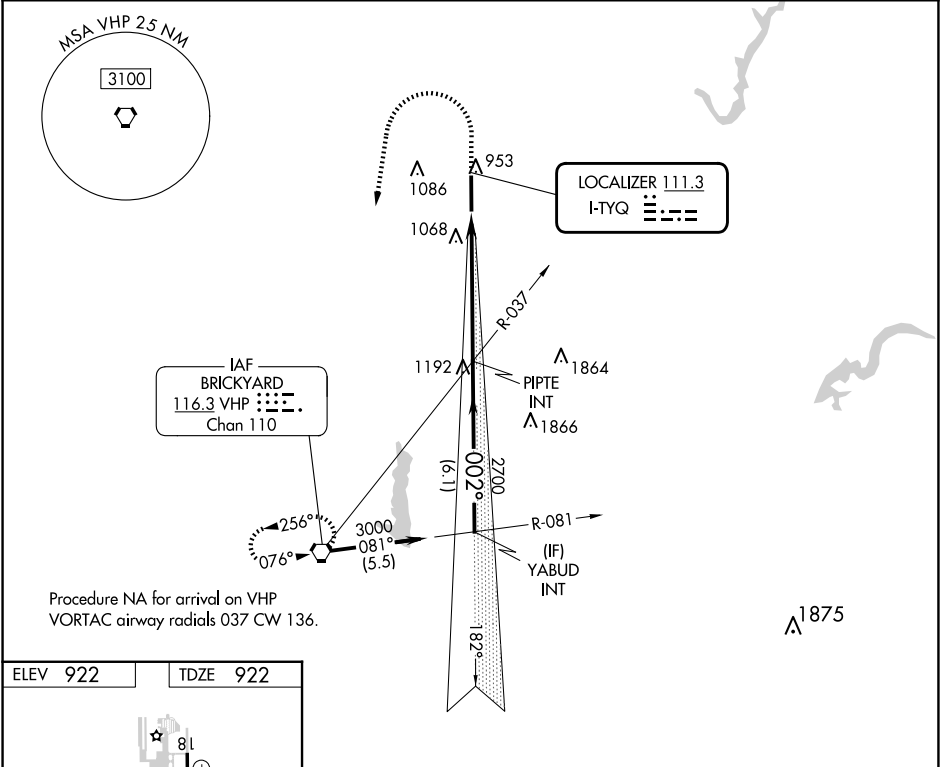 MSA VHP 25 NM
3100
953
1086
LOCALIZER 111.3
I-TYQ
1068
R-037
IAF
BRICKYARD
116.3 VHP
Chan 110
1192
1864
PIPTE
INT
1866
002°
2700
(6.1)
256°
076°
3000
081°
(5.5)
R-081
(IF)
YABUD
INT
Procedure NA for arrival on VHP
VORTAC airway radials 037 CW 136.
182°
1875
ELEV 922
TDZE 922
18